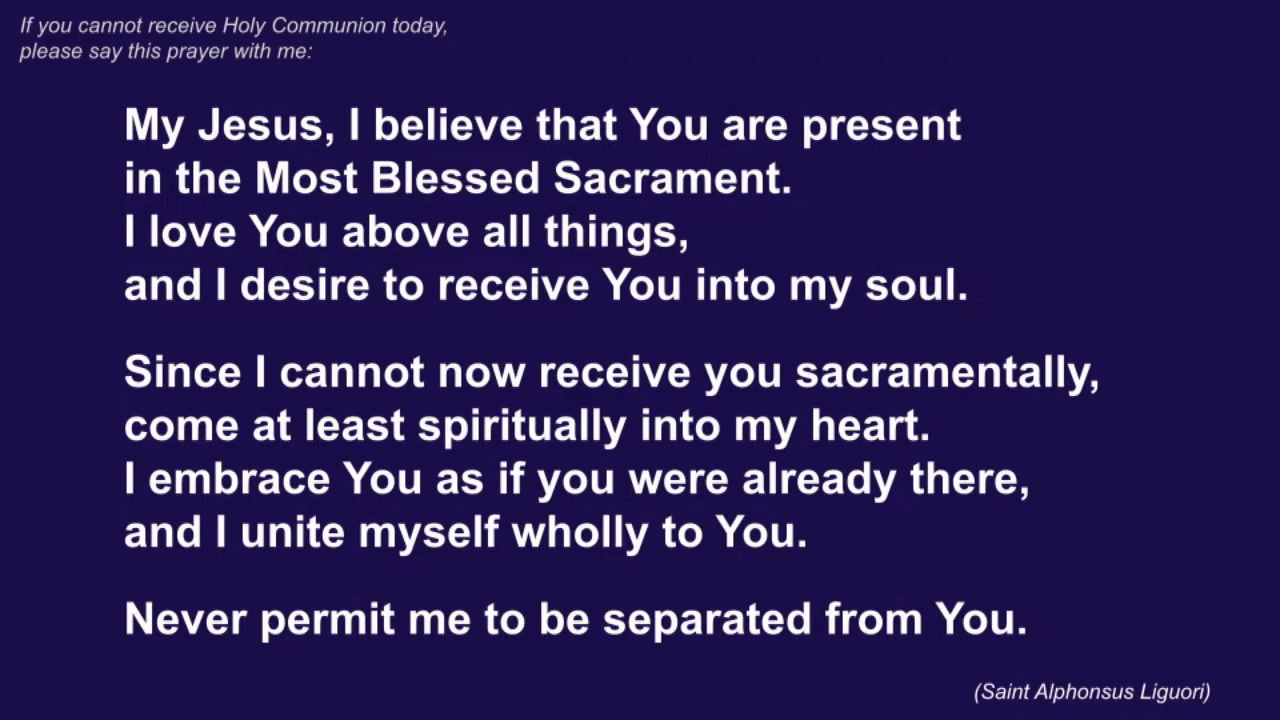 If you cannot receive Holy Communion today,
please say this prayer with me:
My Jesus, I believe that You are present
in the Most Blessed Sacrament.
I love You above all things,
and I desire to receive You into my soul.
Since I cannot now receive you sacramentally,
come at least spiritually into my heart.
I embrace You as if you were already there,
and I unite myself wholly to You.
Never permit me to be separated from You.
(Saint Alphonsus Liguori)